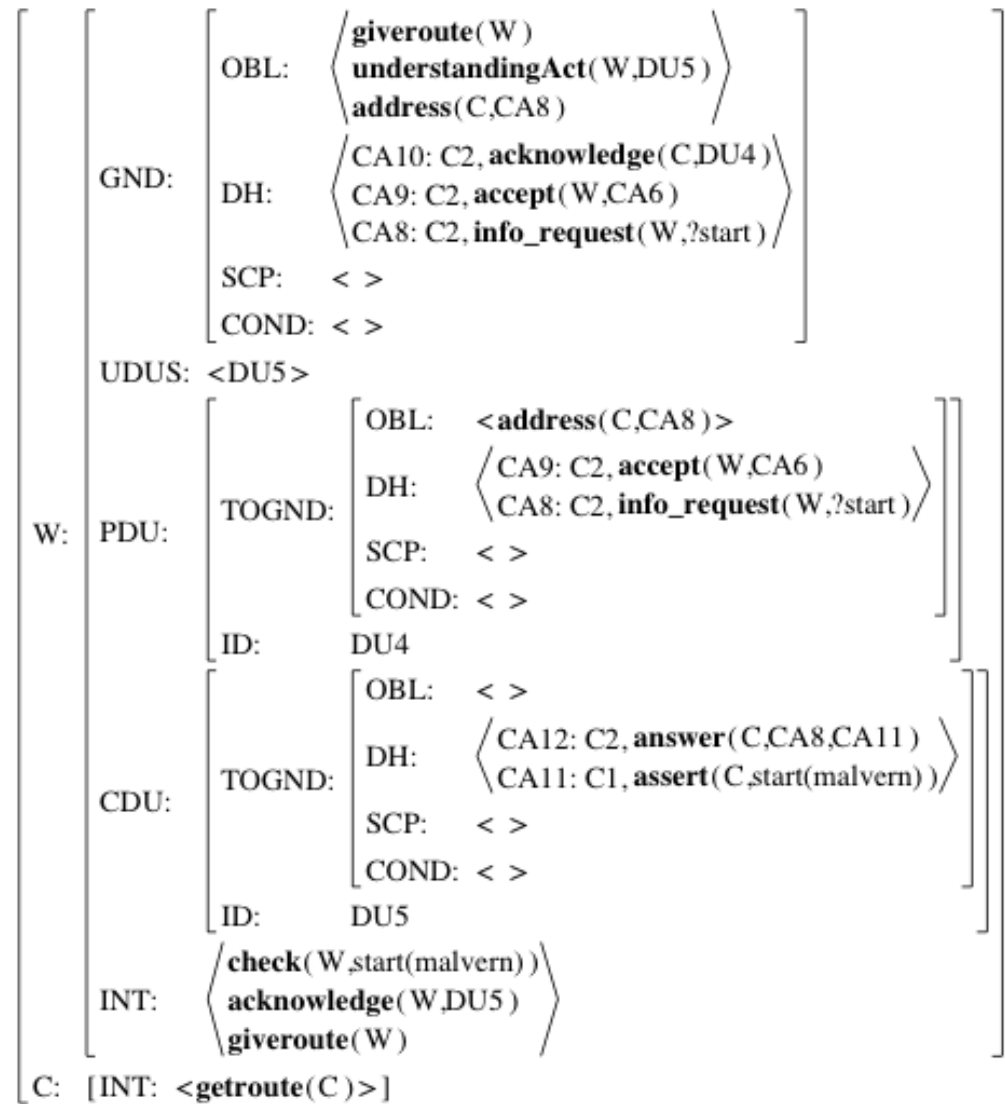 giveroute(W)
OBL: understandingAct(W,DU5)
address(C,CA8)
CA10: C2, acknowledge(C,DU4)
GND: DH: CA9: C2, accept(W,CA6)
CA8: C2, info_request(W,?start)
SCP: < >
COND: < >
UDUS: <DU5>
OBL: <address(C,CA8)>
CA9: C2, accept(W,CA6)
DH:
CA8: C2, info_request(W,?start)
TOGND:
W: PDU:
SCP: < >
COND: < >
ID: DU4
OBL: < >
CA12: C2, answer(C,CA8,CA11)
DH:
CA11: C1, assert(C,start(malvern))
TOGND:
CDU:
SCP: < >
COND: < >
ID: DU5
check(W,start(malvern))
INT: acknowledge(W,DU5)
giveroute(W)
C: [INT: <getroute(C)>]